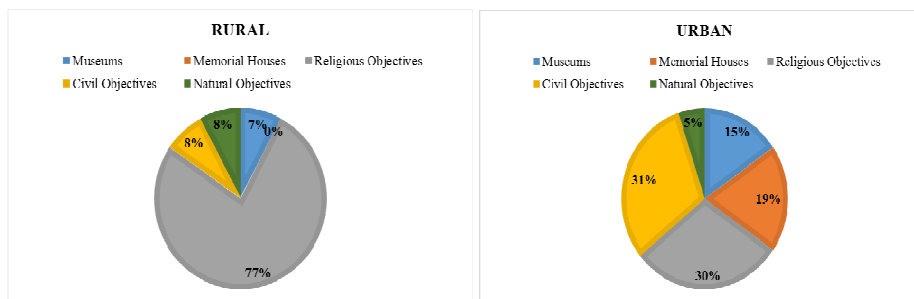 RURAL
Museums Memorial Houses Religious Objectives
Civil Objectives Natural Objectives
8% 7% 0%
8%
77%
URBAN
Museums Memorial Houses Religious Objectives
Civil Objectives Natural Objectives
5% 15%
31%
19%
30%